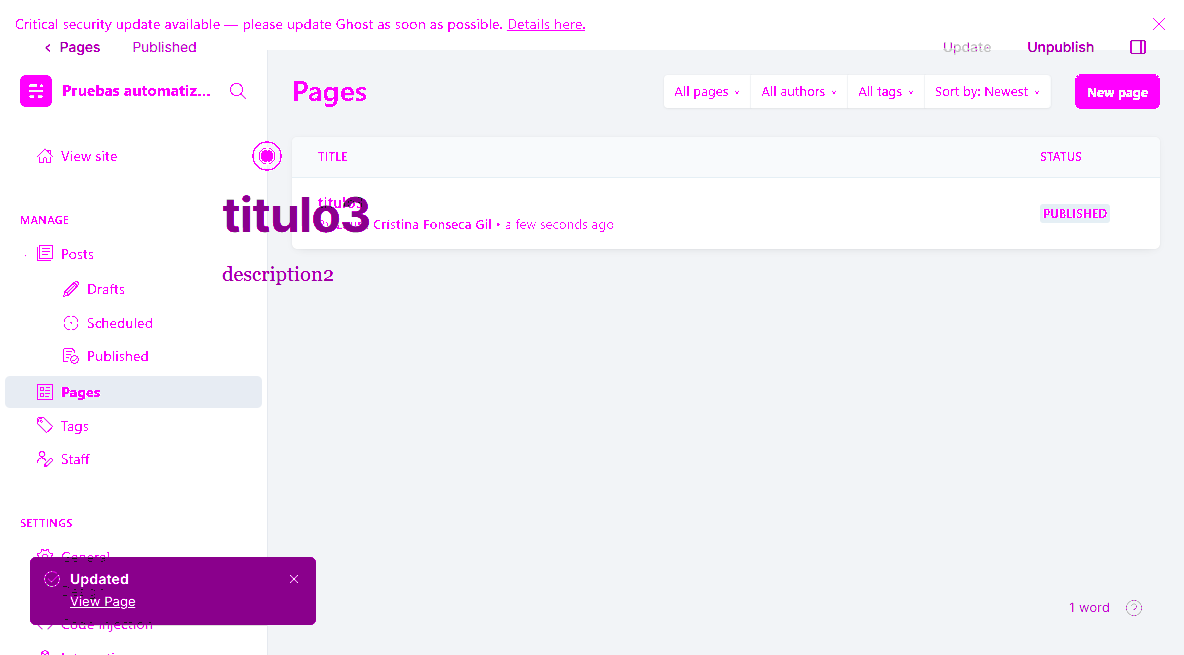 Critical security update available — please update Ghost as soon as possible. Details here.
Pages Published Update Unpublish
Pruebas automatiz...
Pages All pages All authors All tags Sort by: Newest New page
View site
TITLE STATUS
titulo3
titulo3
PUBLISHED
Cristina Fonseca Gil • a few seconds ago
MANAGE
Posts
description2
Drafts
Scheduled
Published
Pages
Tags
Staff
SETTINGS
General
Updated
View Page
Code injection
1 word